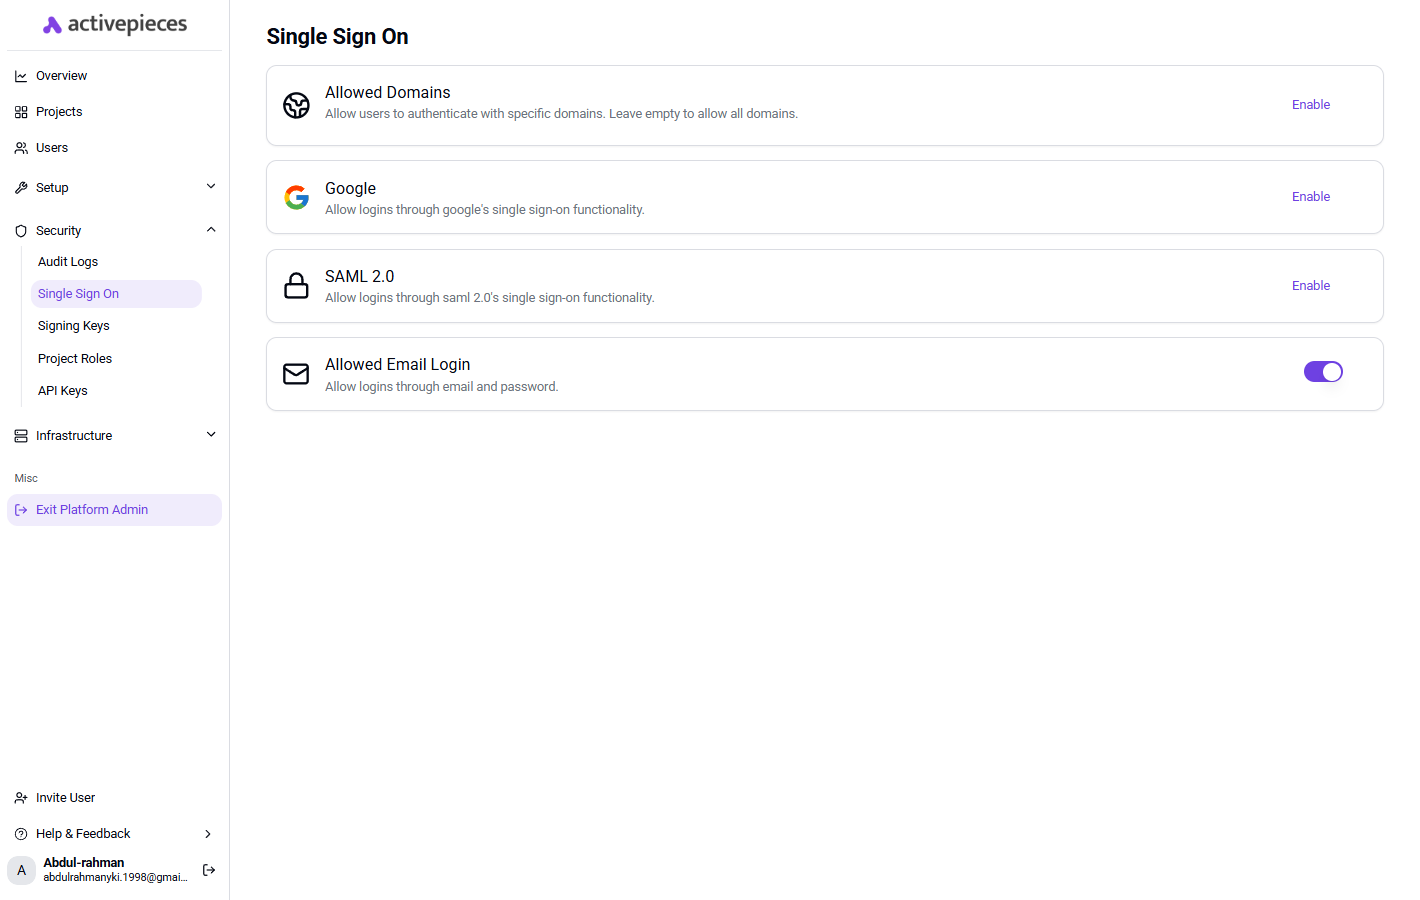 activepieces
Overview
Projects
Users
Setup
Security
Audit Logs
Single Sign On
Signing Keys
Project Roles
API Keys
Infrastructure
Misc
Exit Platform Admin
Invite User
Help & Feedback
A
Abdul-rahman
abdulrahmanyki.1998@gmai...
Single Sign On
Allowed Domains
Allow users to authenticate with specific domains. Leave empty to allow all domains.
Enable
Google
Allow logins through google's single sign-on functionality.
Enable
SAML 2.0
Allow logins through saml 2.0's single sign-on functionality.
Enable
Allowed Email Login
Allow logins through email and password.